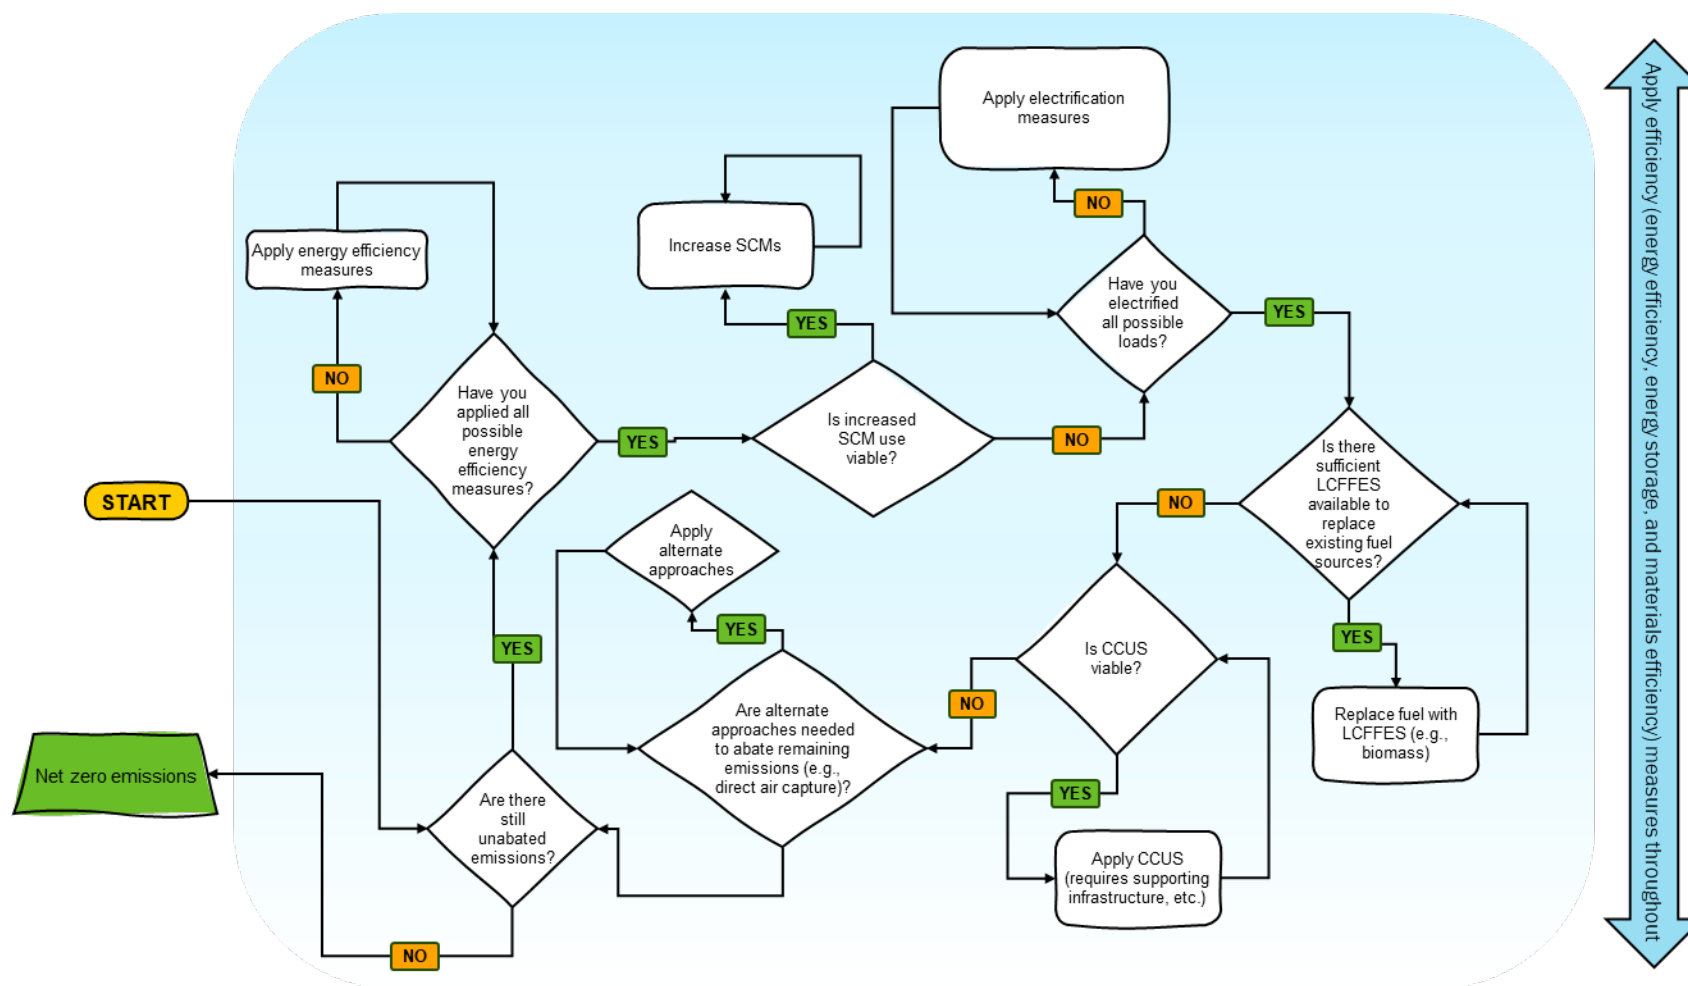 START
Are there
still
unabated
emissions?
NO
Net zero emissions
YES
Have you
applied all
possible
energy
efficiency
measures?
NO
Apply energy efficiency
measures
YES
Is increased
SCM use
viable?
YES
Increase SCMs
NO
Have you
electrified
all possible
loads?
NO
Apply electrification
measures
YES
Is there
sufficient
LCFFES
available to
replace
existing fuel
sources?
YES
Replace fuel with
LCFFES (e.g.,
biomass)
NO
Is CCUS
viable?
YES
Apply CCUS
(requires supporting
infrastructure, etc.)
NO
Are alternate
approaches needed
to abate remaining
emissions (e.g.,
direct air capture)?
YES
Apply
alternate
approaches
Apply efficiency (energy efficiency, energy storage, and materials efficiency) measures throughout